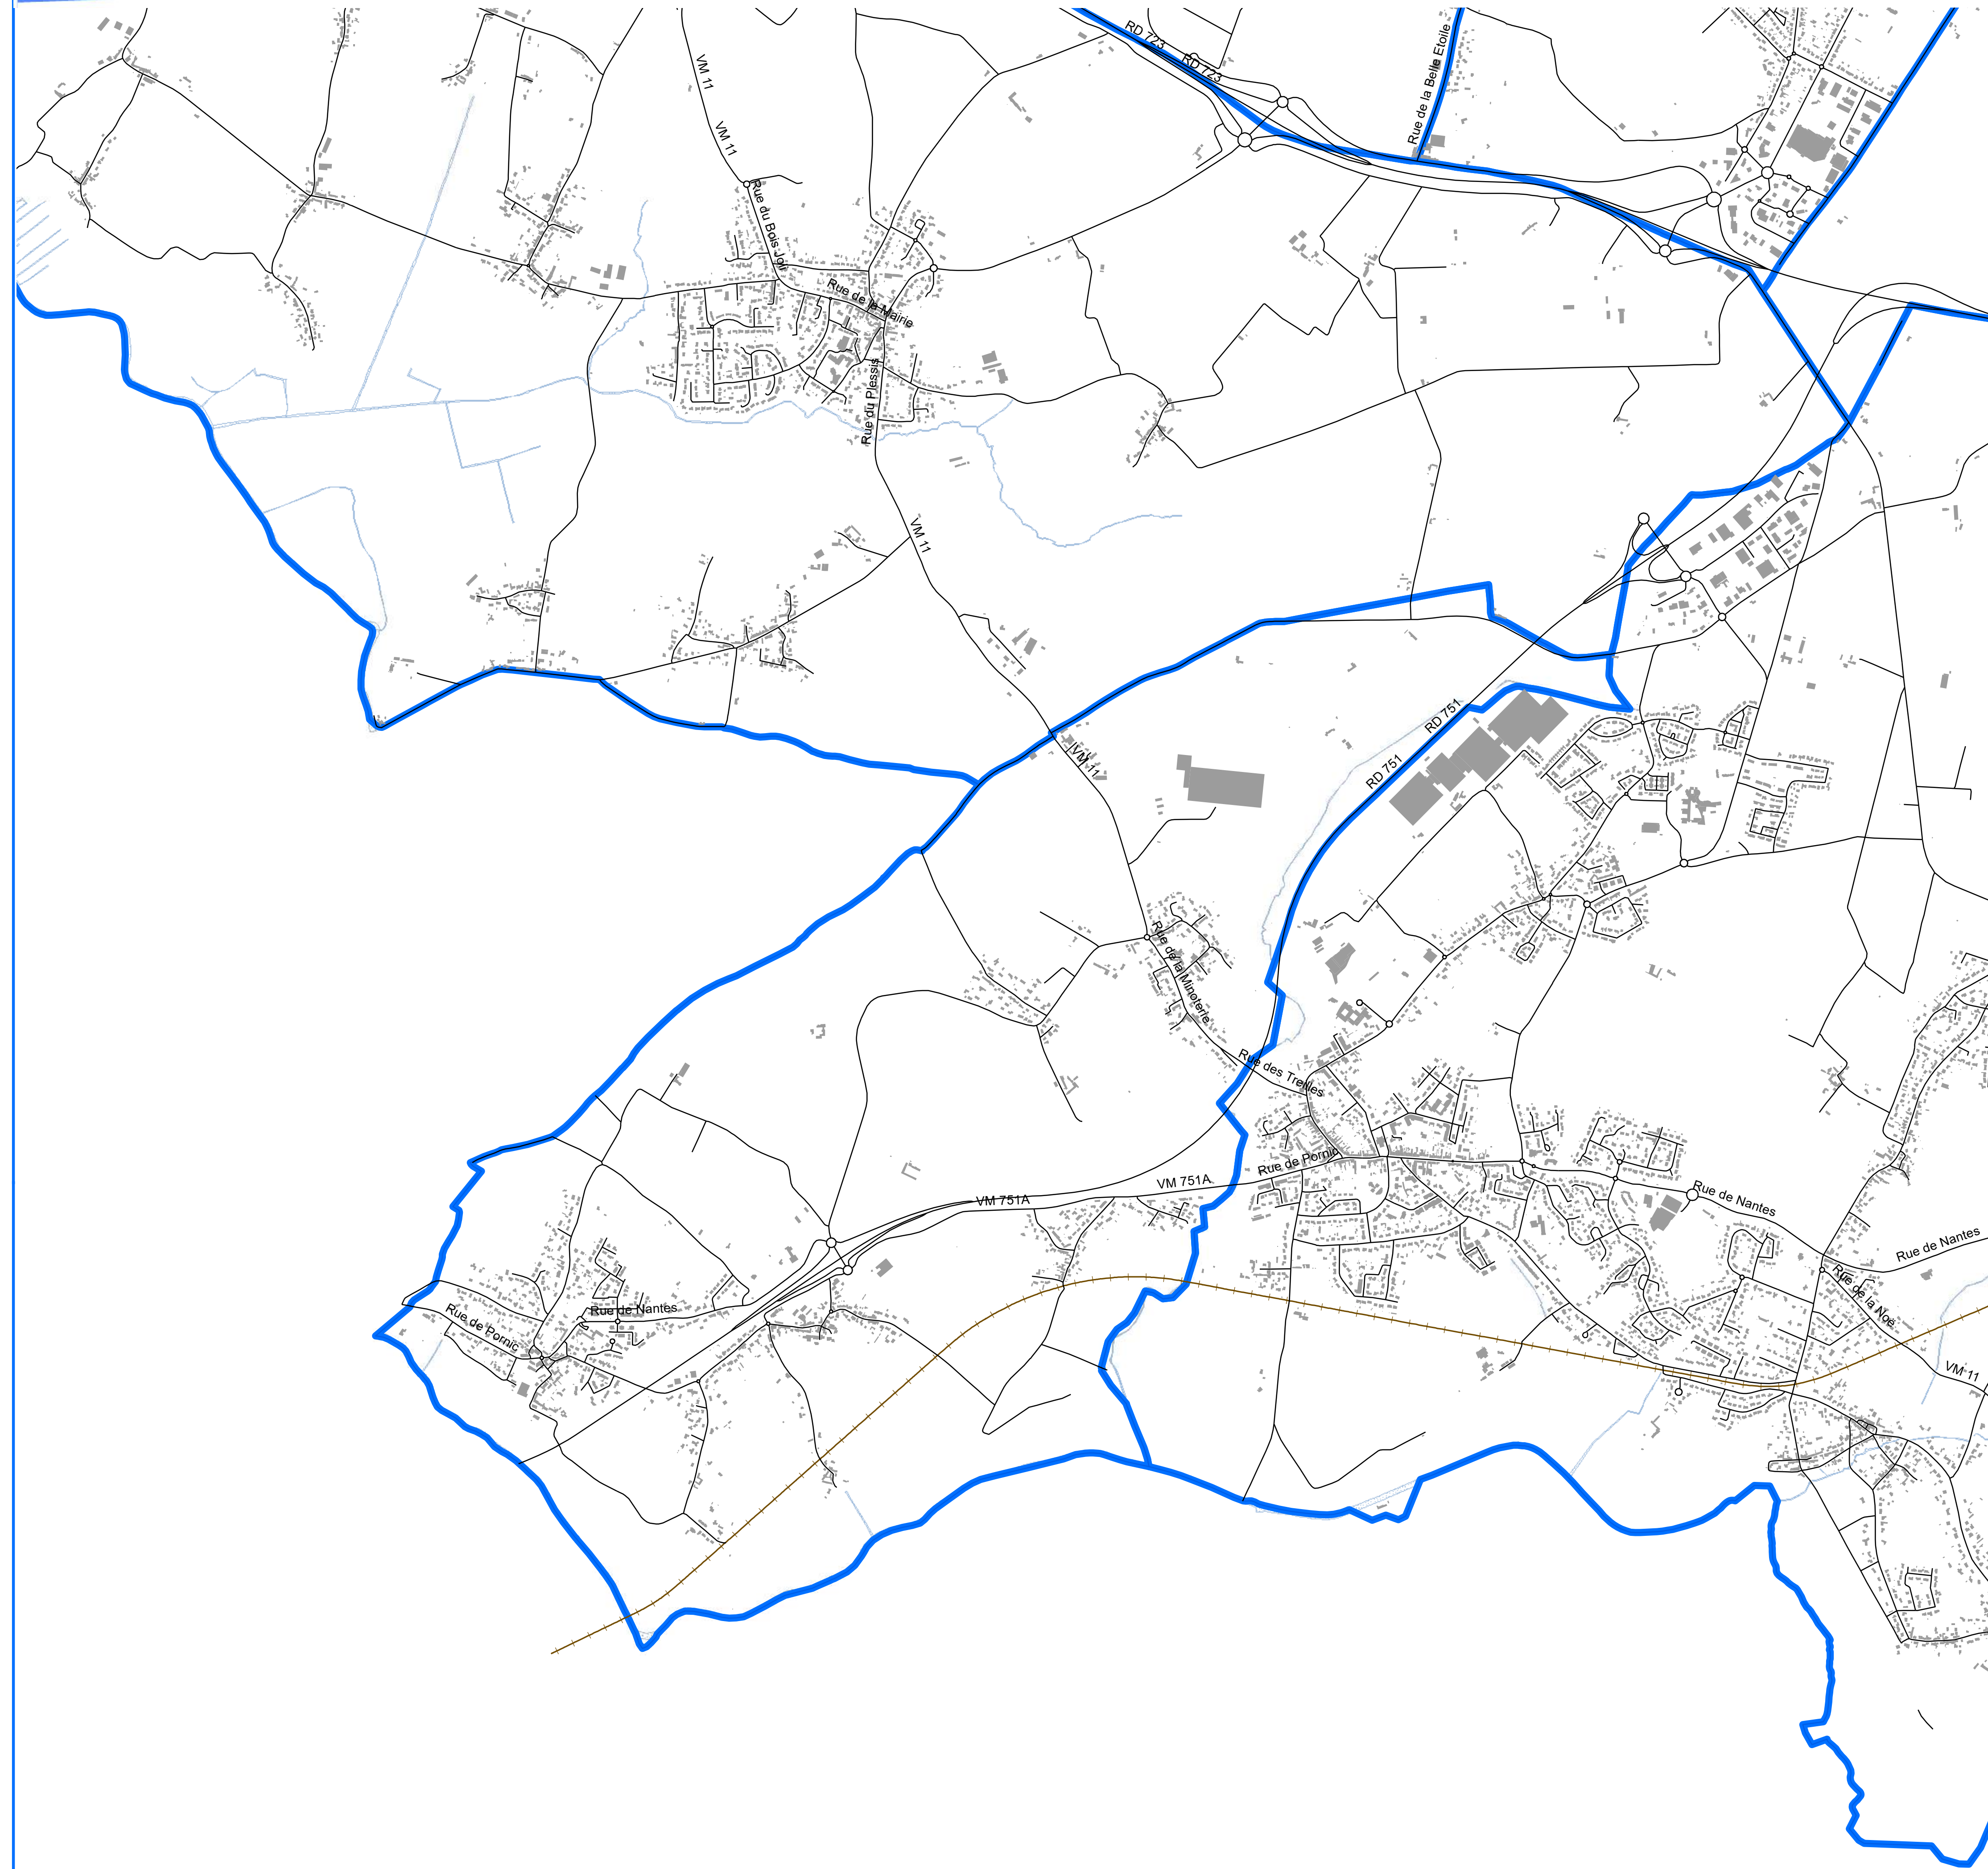 RD 723
RD 723
Rue de la Belle Etoile
VM 11
VM 11
Rue du Bois Joli
Rue de la Mairie
Rue du Plessis
VM 11
RD 751
RD 751
VM 11
Rue de la Minoterie
Rue des Treilles
Rue de Pornic
VM 751A
VM 751A
Rue de Nantes
Rue de Nantes
Rue de la Noë
Rue de Nantes
Rue de Pornic
VM 11